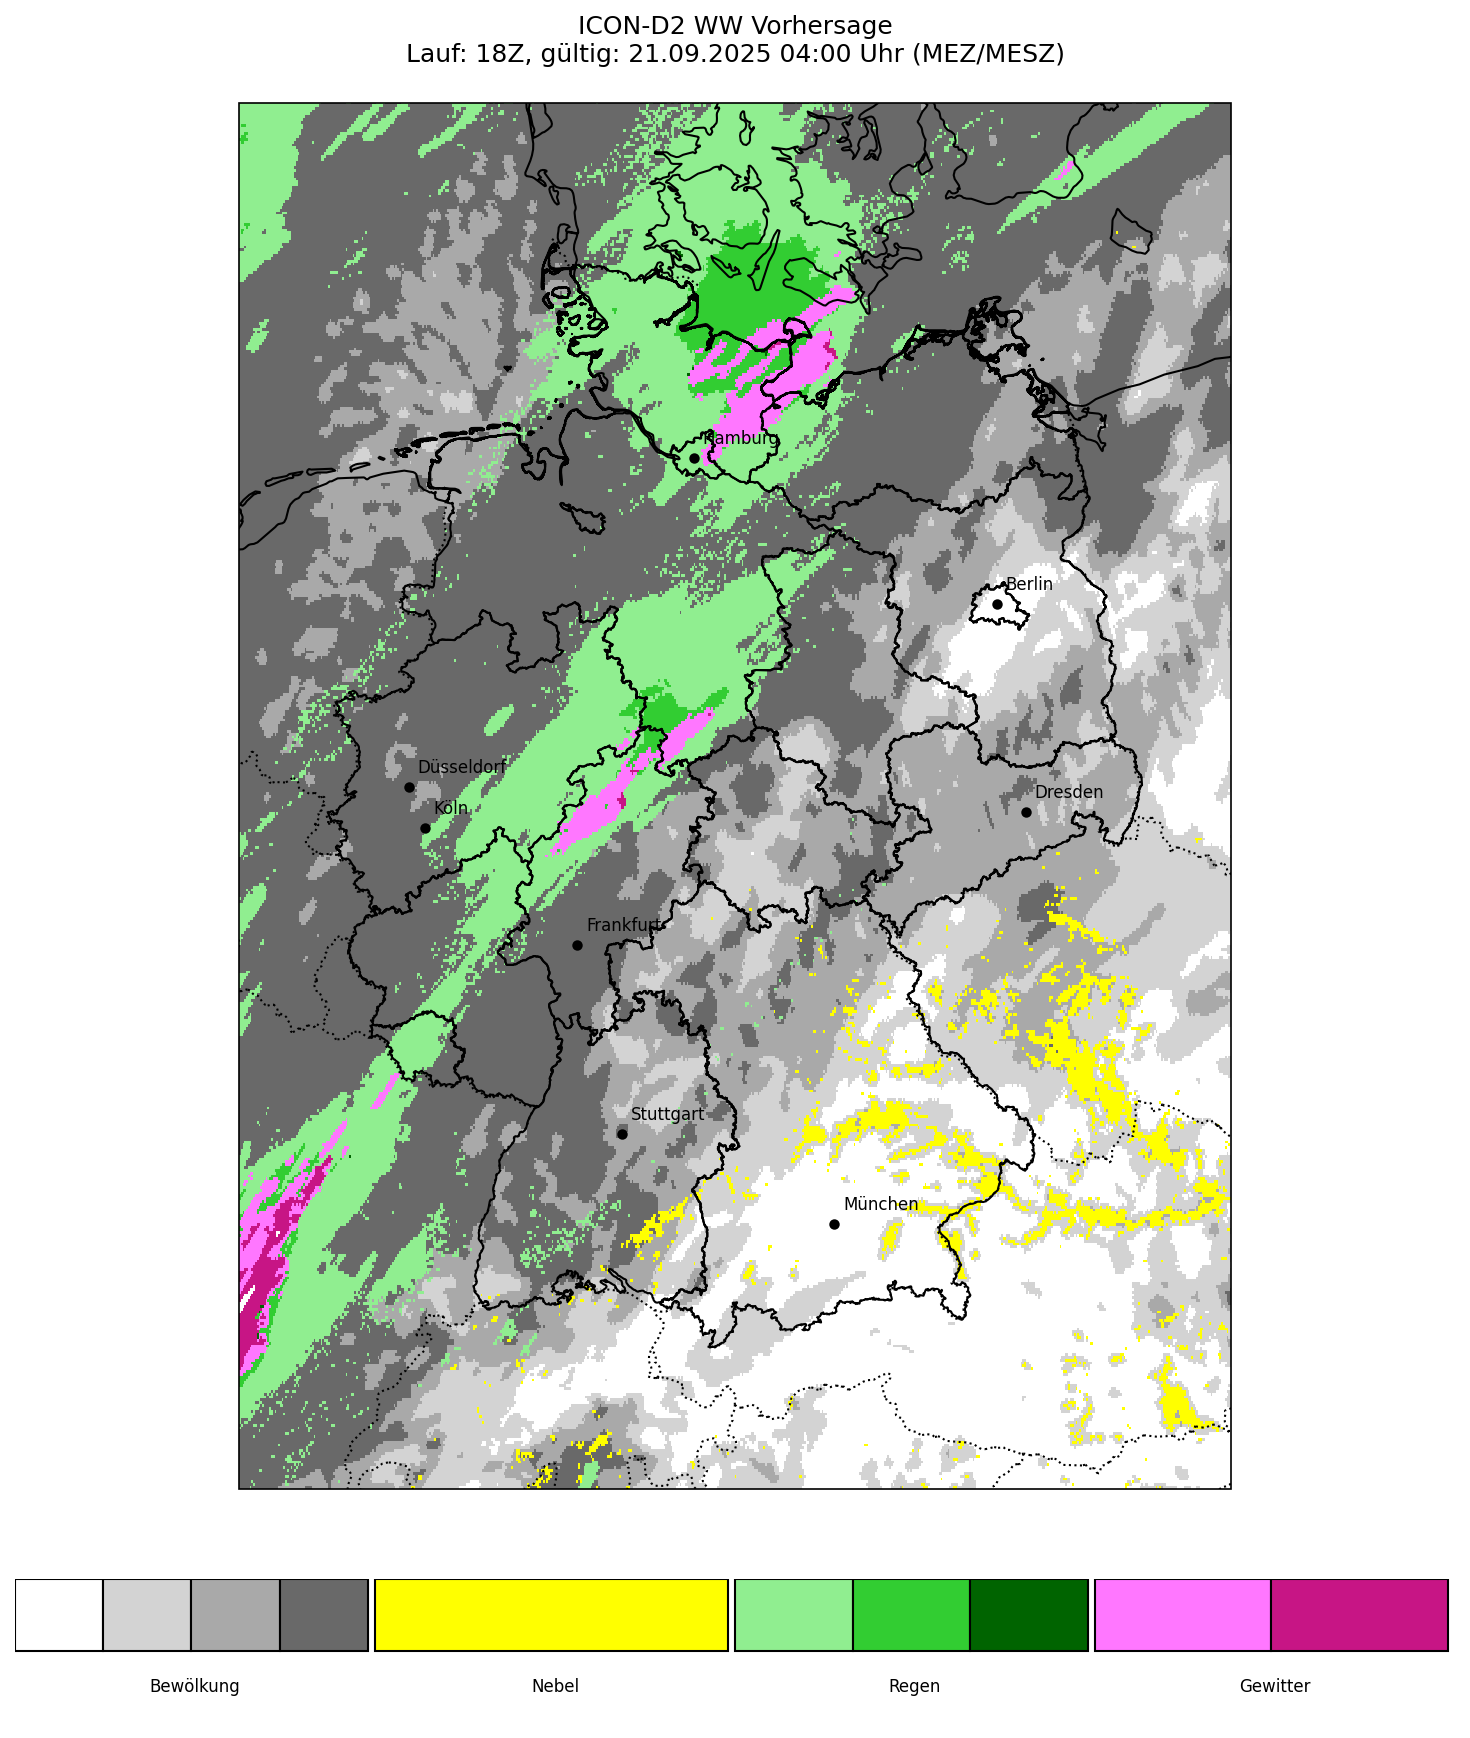 ICON-D2 WW Vorhersage
Lauf: 18Z, gültig: 21.09.2025 04:00 Uhr (MEZ/MESZ)
Hamburg
Berlin
Düsseldorf
Köln
Dresden
Frankfurt
Stuttgart
München
Bewölkung
Nebel
Regen
Gewitter